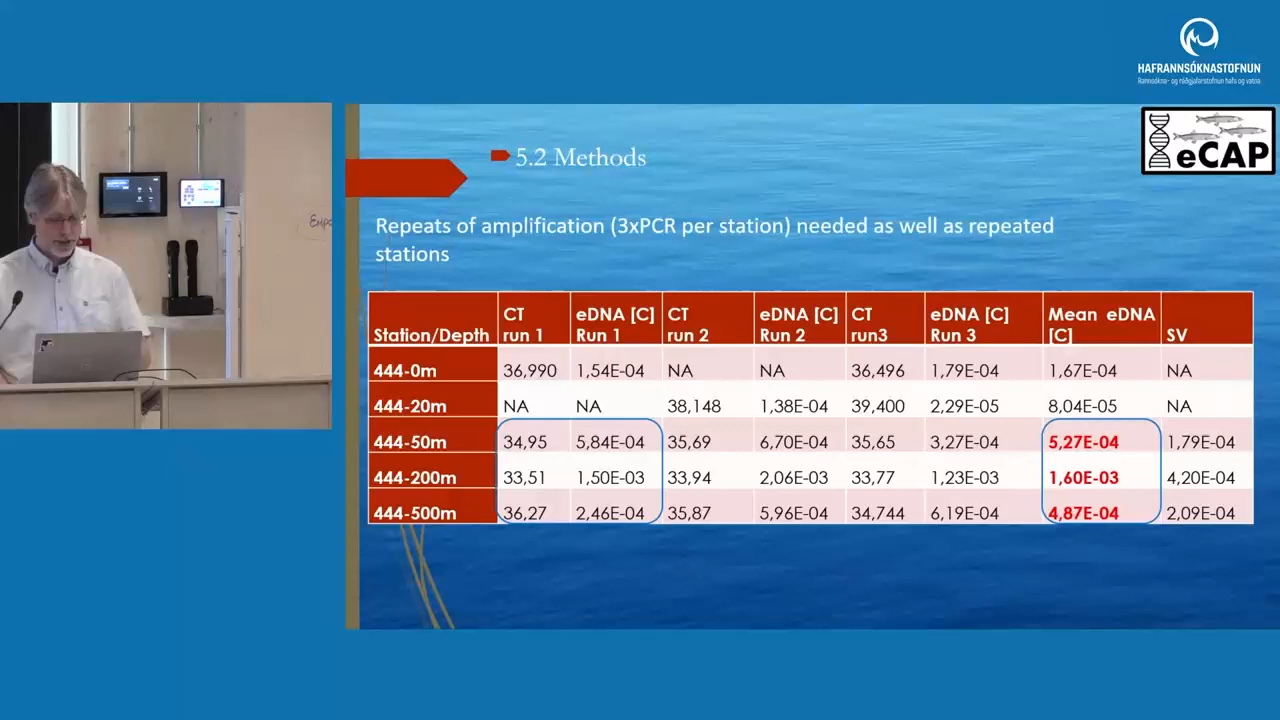 HAFRANNSÓKNASTOFNUN
Rannsókna- og ráðgjafarstofnun hafs og vatna
eCAP
5.2 Methods
Repeats of amplification (3xPCR per station) needed as well as repeated
stations
Station/Depth CT run 1 eDNA [C] Run 1 CT run 2 eDNA [C] Run 2 CT run3 eDNA [C] Run 3 Mean eDNA [C] SV
444-0m 36,990 1,54E-04 NA NA 36,496 1,79E-04 1,67E-04 NA
444-20m NA NA 38,148 1,38E-04 39,400 2,29E-05 8,04E-05 NA
444-50m 34,95 5,84E-04 35,69 6,70E-04 35,65 3,27E-04 5,27E-04 1,79E-04
444-200m 33,51 1,50E-03 33,94 2,06E-03 33,77 1,23E-03 1,60E-03 4,20E-04
444-500m 36,27 2,46E-04 35,87 5,96E-04 34,744 6,19E-04 4,87E-04 2,09E-04